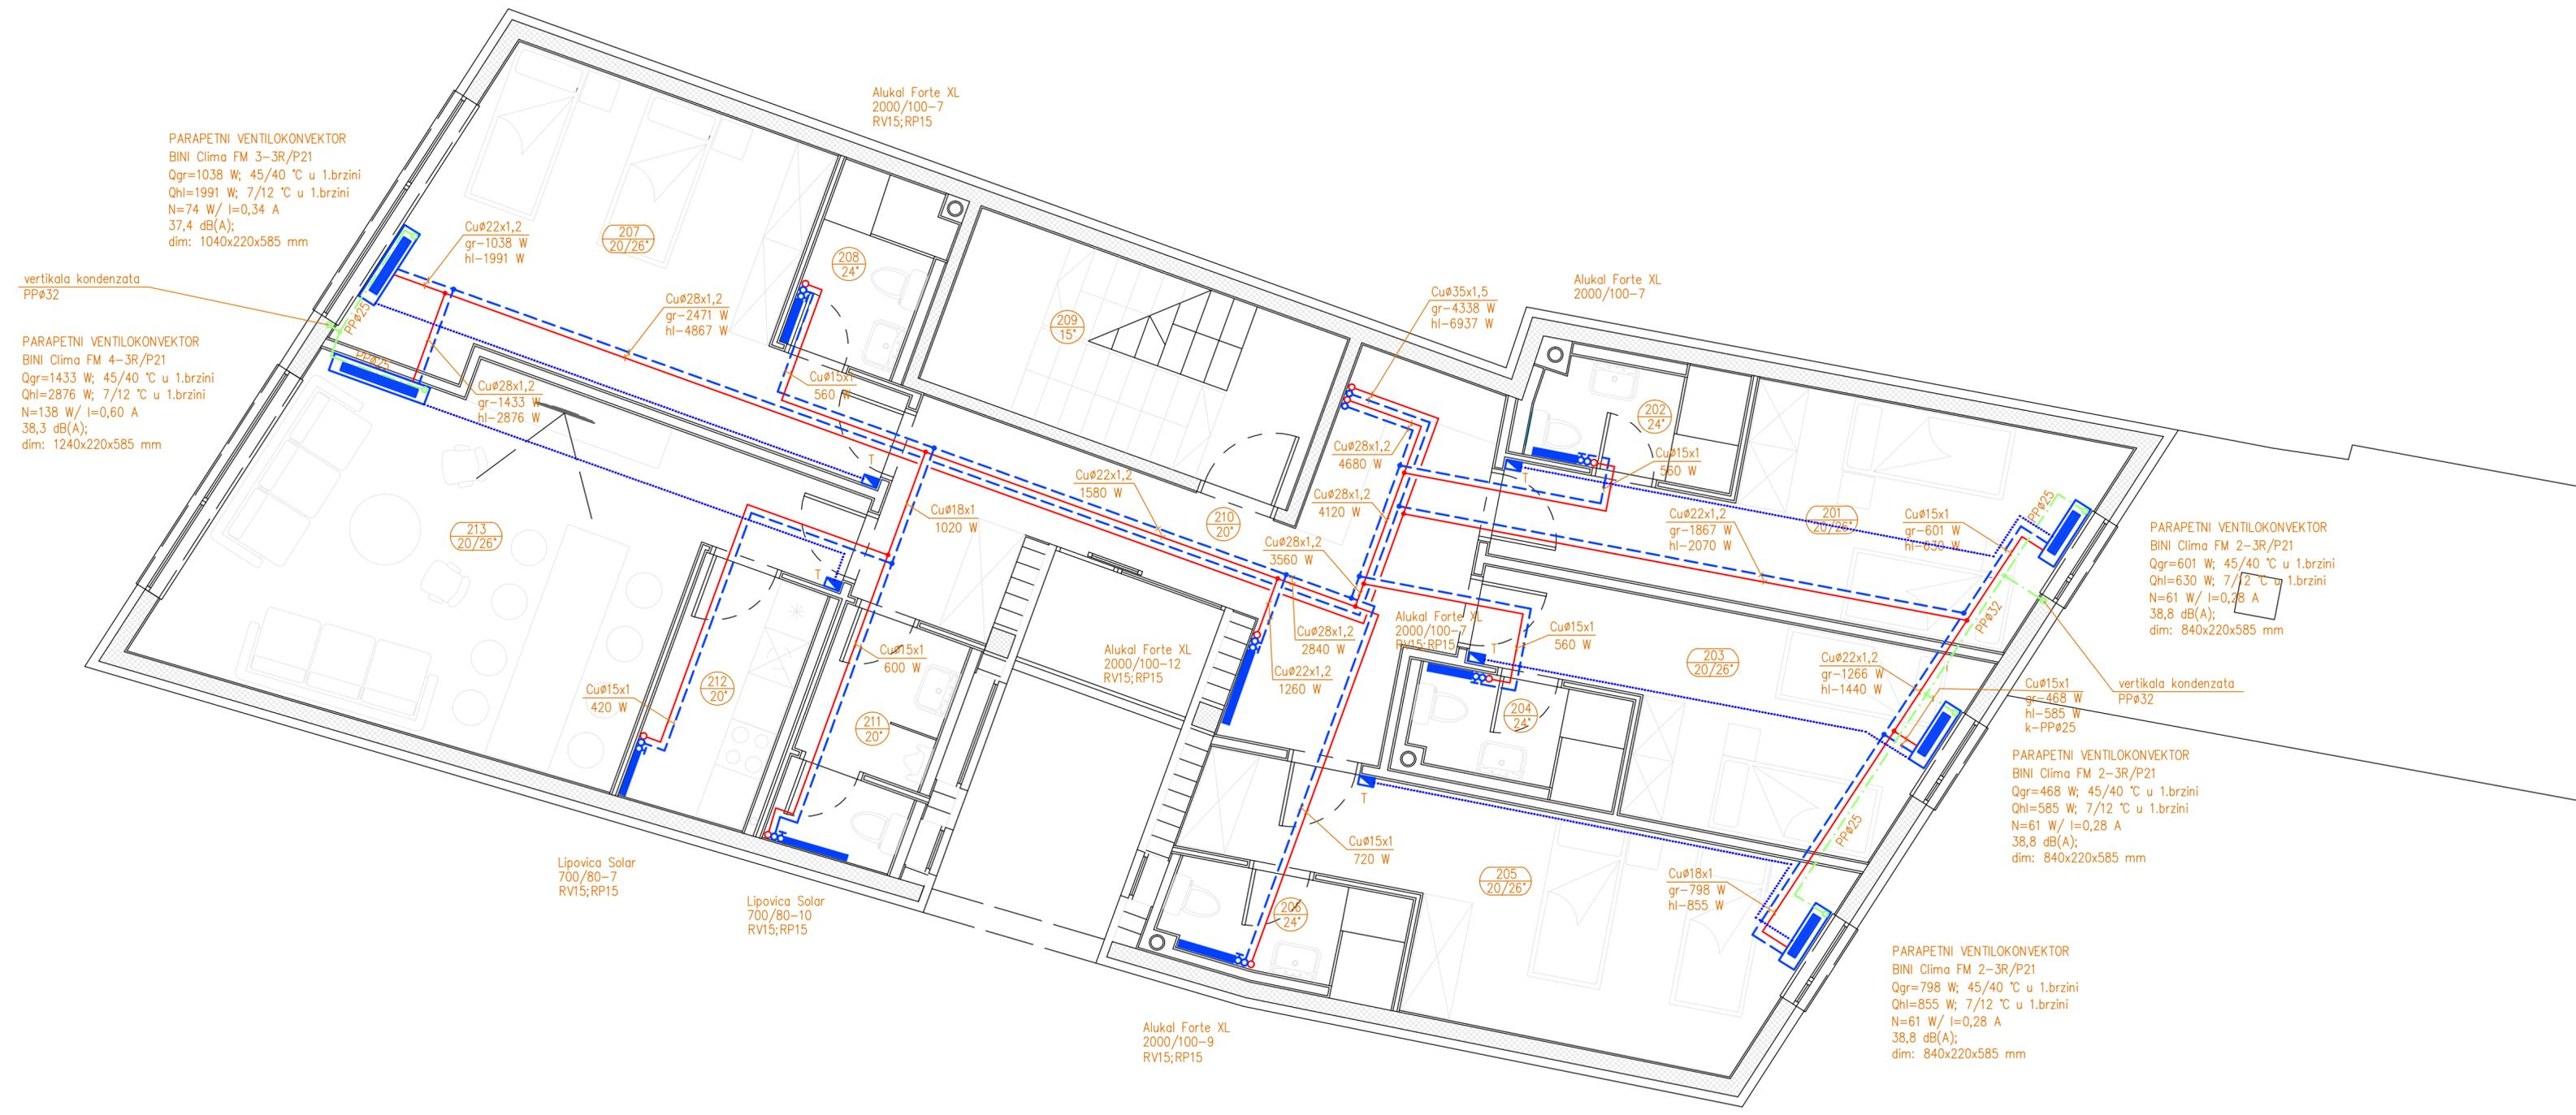 Alukal Forte XL
2000/100-7
RV15;RP15
PARAPETNI VENTILOKONVEKTOR
BINI Clima FM 3-3R/P21
Qgr=1038 W; 45/40 °C u 1.brzini
Qhl=1991 W; 7/12 °C u 1.brzini
N=74 W/ I=0,34 A
37,4 dB(A);
dim: 1040x220x585 mm
vertikala kondenzata
PPø32
PARAPETNI VENTILOKONVEKTOR
BINI Clima FM 4-3R/P21
Qgr=1433 W; 45/40 °C u 1.brzini
Qhl=2876 W; 7/12 °C u 1.brzini
N=138 W/ I=0,60 A
38,3 dB(A);
dim: 1240x220x585 mm
PPø25
PPø25
Cuø22x1,2
gr-1038 W
hl-1991 W
Cuø28x1,2
gr-1433 W
hl-2876 W
207
20/26°
Cuø28x1,2
gr-2471 W
hl-4867 W
208
24°
Cuø15x1
560 W
209
15°
Cuø35x1,5
gr-4338 W
hl-6937 W
Alukal Forte XL
2000/100-7
Cuø28x1,2
4680 W
202
24°
Cuø15x1
560 W
T
T
Cuø22x1,2
1580 W
Cuø28x1,2
4120 W
Cuø18x1
1020 W
210
20°
Cuø28x1,2
3560 W
Cuø22x1,2
gr-1867 W
hl-2070 W
201
20/26°
Cuø15x1
gr-601 W
hl-630 W
PPø25
PARAPETNI VENTILOKONVEKTOR
BINI Clima FM 2-3R/P21
Qgr=601 W; 45/40 °C u 1.brzini
Qhl=630 W; 7/12 °C u 1.brzini
N=61 W/ I=0,28 A
38,8 dB(A);
dim: 840x220x585 mm
213
20/26°
T
Cuø15x1
600 W
Cuø15x1
420 W
212
20°
211
20°
Alukal Forte XL
2000/100-12
RV15;RP15
Cuø28x1,2
2840 W
Cuø22x1,2
1260 W
Alukal Forte XL
2000/100-7
RV15;RP15
T
Cuø15x1
560 W
203
20/26°
204
24°
PPø32
Cuø22x1,2
gr-1266 W
hl-1440 W
Cuø15x1
gr-468 W
hl-585 W
k-PPø25
vertikala kondenzata
PPø32
PARAPETNI VENTILOKONVEKTOR
BINI Clima FM 2-3R/P21
Qgr=468 W; 45/40 °C u 1.brzini
Qhl=585 W; 7/12 °C u 1.brzini
N=61 W/ I=0,28 A
38,8 dB(A);
dim: 840x220x585 mm
PPø25
T
Cuø15x1
720 W
205
20/26°
206
24°
Cuø18x1
gr-798 W
hl-855 W
Lipovica Solar
700/80-7
RV15;RP15
Lipovica Solar
700/80-10
RV15;RP15
Alukal Forte XL
2000/100-9
RV15;RP15
PARAPETNI VENTILOKONVEKTOR
BINI Clima FM 2-3R/P21
Qgr=798 W; 45/40 °C u 1.brzini
Qhl=855 W; 7/12 °C u 1.brzini
N=61 W/ I=0,28 A
38,8 dB(A);
dim: 840x220x585 mm